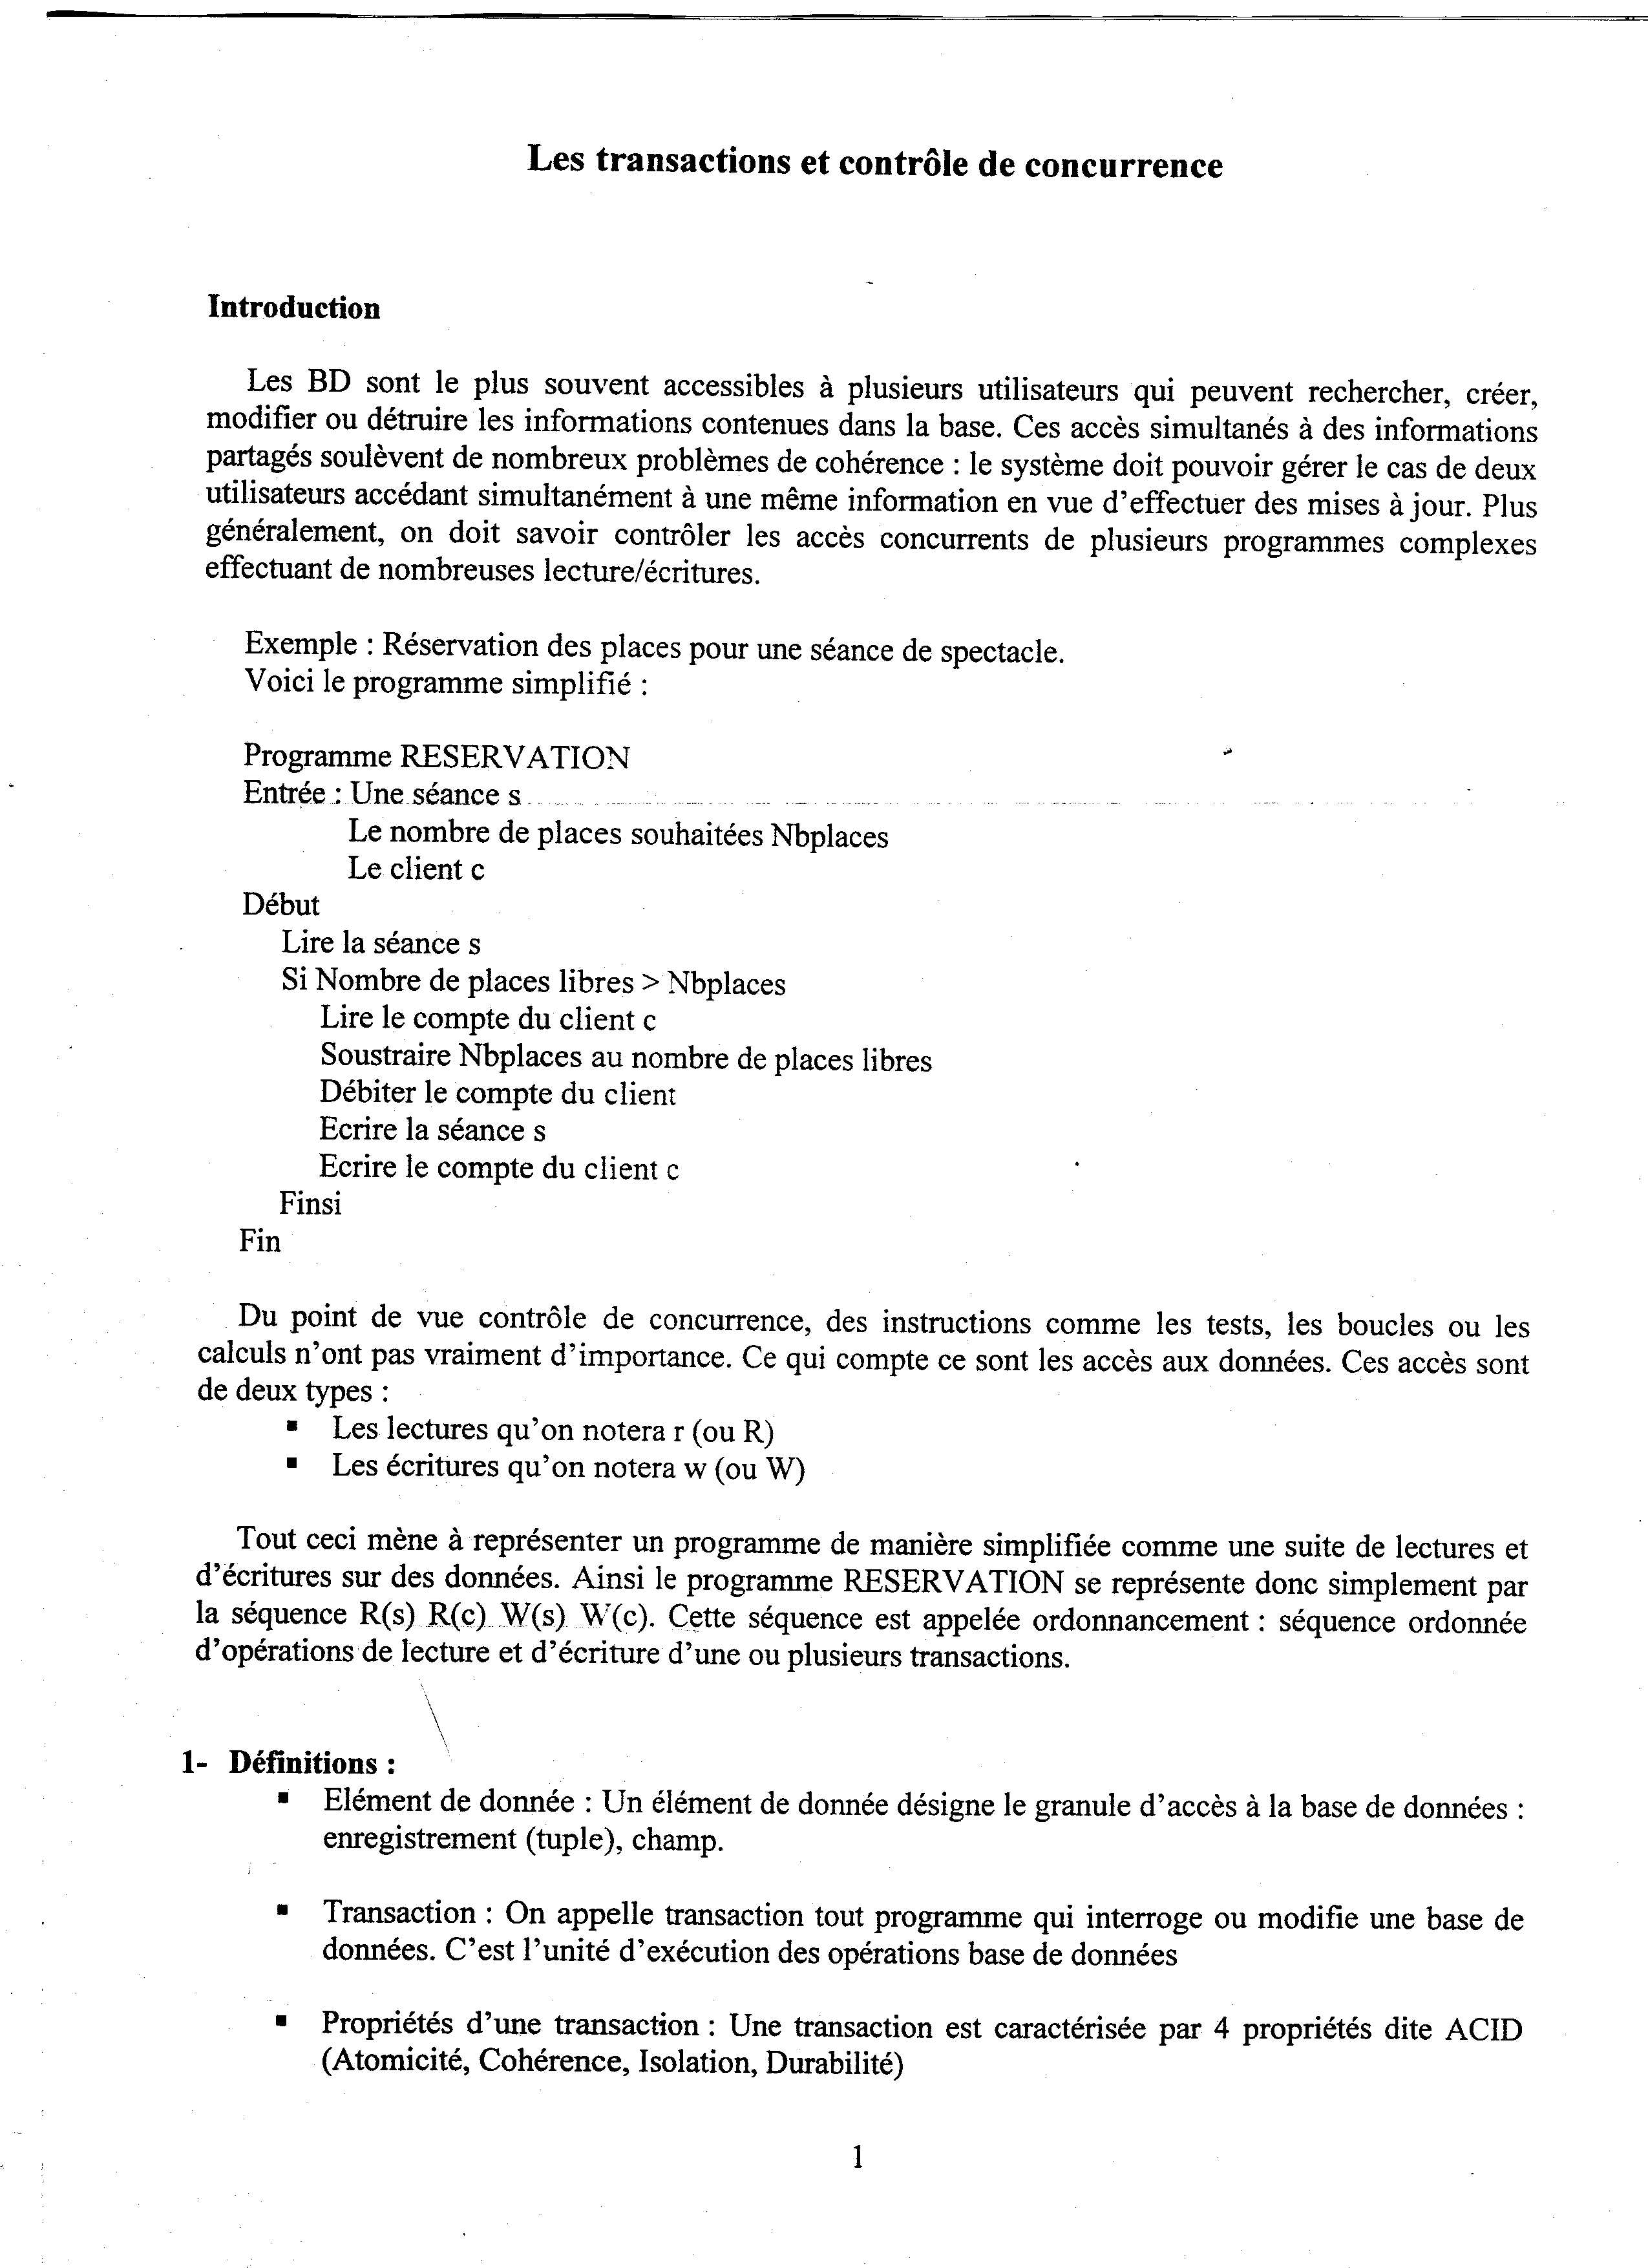 Les transactions et contrôle de concurrence
Introduction
Les BD sont le plus souvent accessibles à plusieurs utilisateurs qui peuvent rechercher, créer,
modifier ou détruire les informations contenues dans la base. Ces accès simultanés à des informations
partagés soulèvent de nombreux problèmes de cohérence : le système doit pouvoir gérer le cas de deux
utilisateurs accédant simultanément à une même information en vue d'effectuer des mises à jour. Plus
généralement, on doit savoir contrôler les accès concurrents de plusieurs programmes complexes
effectuant de nombreuses lecture/écritures.
Exemple : Réservation des places pour une séance de spectacle.
Voici le programme simplifié :
Programme RESERVATION
Entrée : Une séance s
Le nombre de places souhaitées Nbplaces
Le client c
Début
Lire la séance s
Si Nombre de places libres > Nbplaces
Lire le compte du client c
Soustraire Nbplaces au nombre de places libres
Débiter le compte du client
Ecrire la séance s
Ecrire le compte du client c
Finsi
Fin
Du point de vue contrôle de concurrence, des instructions comme les tests, les boucles ou les
calculs n'ont pas vraiment d'importance. Ce qui compte ce sont les accès aux données. Ces accès sont
de deux types :
▪ Les lectures qu'on notera r (ou R)
▪ Les écritures qu'on notera w (ou W)
Tout ceci mène à représenter un programme de manière simplifiée comme une suite de lectures et
d'écritures sur des données. Ainsi le programme RESERVATION se représente donc simplement par
la séquence R(s) R(c) W(s) W(c). Cette séquence est appelée ordonnancement : séquence ordonnée
d'opérations de lecture et d'écriture d'une ou plusieurs transactions.
1- Définitions :
▪ Elément de donnée : Un élément de donnée désigne le granule d'accès à la base de données :
enregistrement (tuple), champ.
▪ Transaction : On appelle transaction tout programme qui interroge ou modifie une base de
données. C'est l'unité d'exécution des opérations base de données
▪ Propriétés d'une transaction : Une transaction est caractérisée par 4 propriétés dite ACID
(Atomicité, Cohérence, Isolation, Durabilité)
1